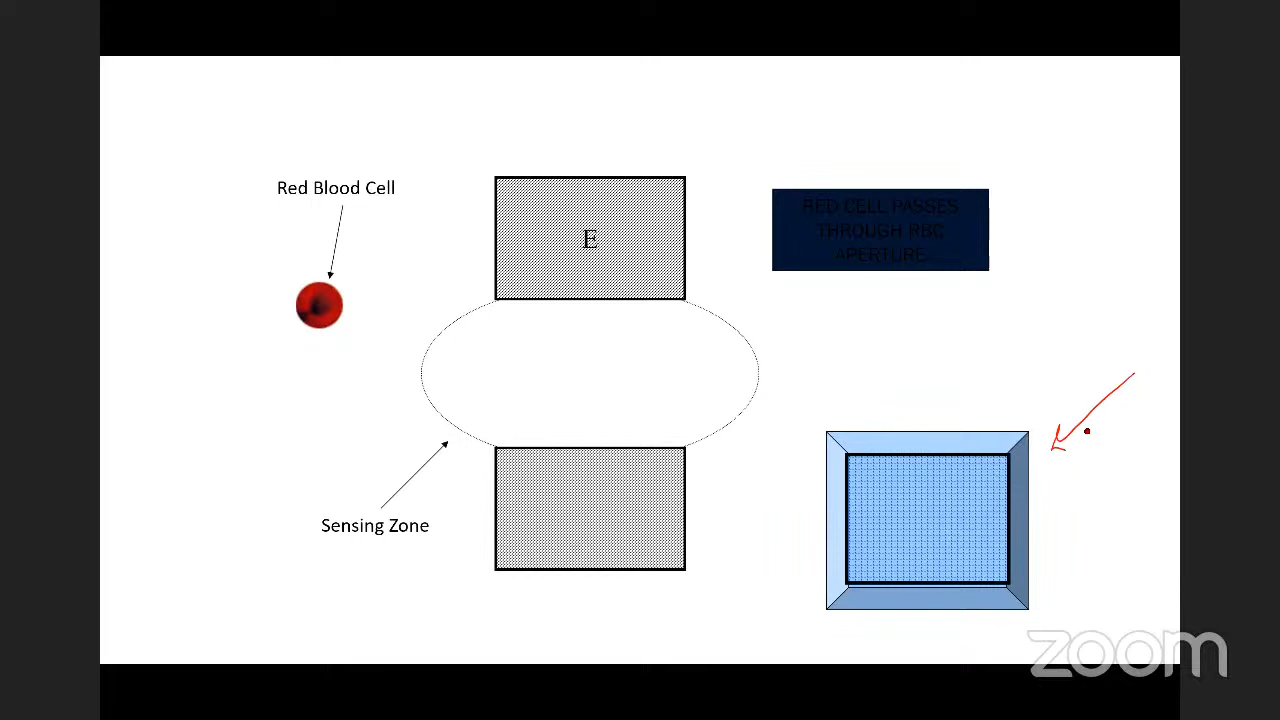 Red Blood Cell
E
RED CELL PASSES
THROUGH RBC
APERTURE......
Sensing Zone
zoom